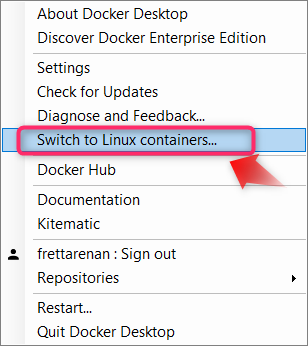 About Docker Desktop
Discover Docker Enterprise Edition
Settings
Check for Updates
Diagnose and Feedback...
Switch to Linux containers...
Docker Hub
Documentation
Kitematic
frettarenan : Sign out
Repositories
Restart...
Quit Docker Desktop